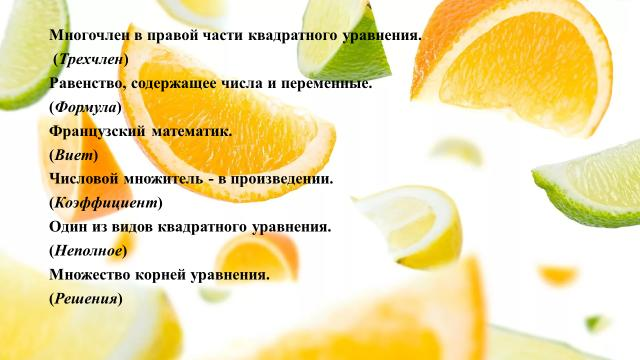 Многочлен в правой части квадратного уравнения.
(Трехчлен)
Равенство, содержащее числа и переменные.
(Формула)
Французский математик.
(Виет)
Числовой множитель - в произведении.
(Коэффициент)
Один из видов квадратного уравнения.
(Неполное)
Множество корней уравнения.
(Решения)